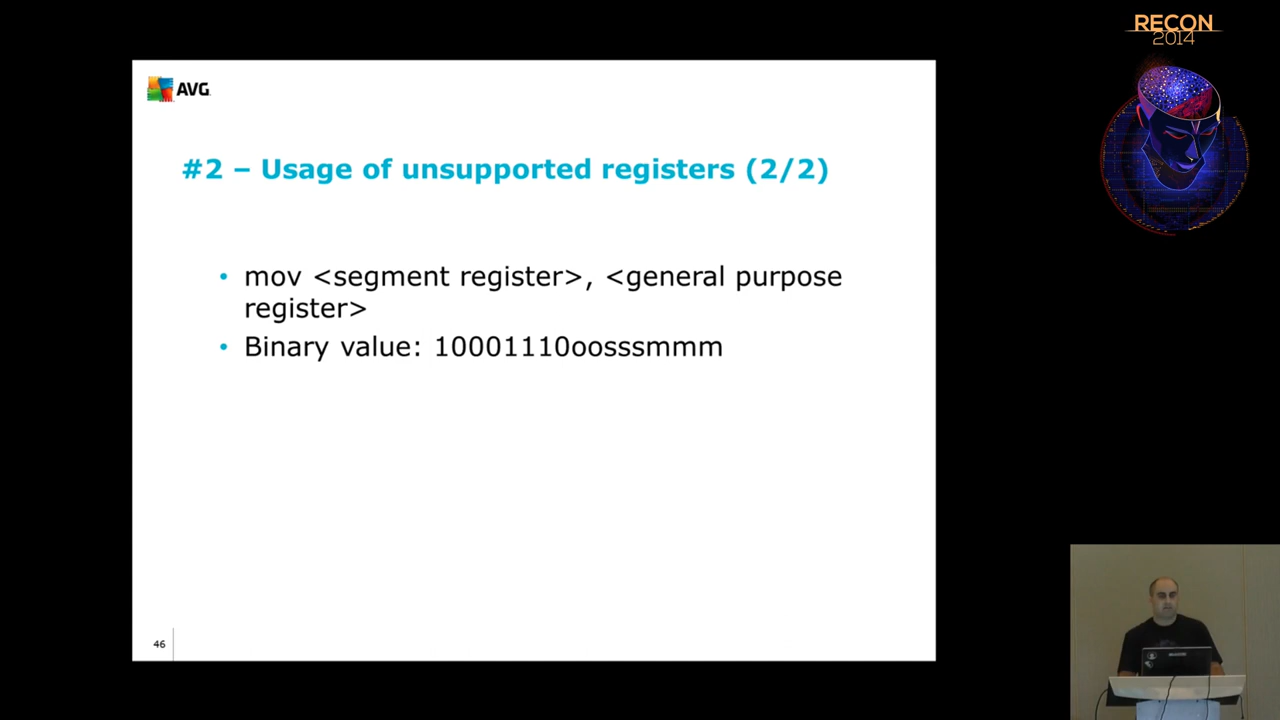 RECON
2014
AVG
#2 – Usage of unsupported registers (2/2)
• mov <segment register>, <general purpose
register>
• Binary value: 10001110oosssmmm
46